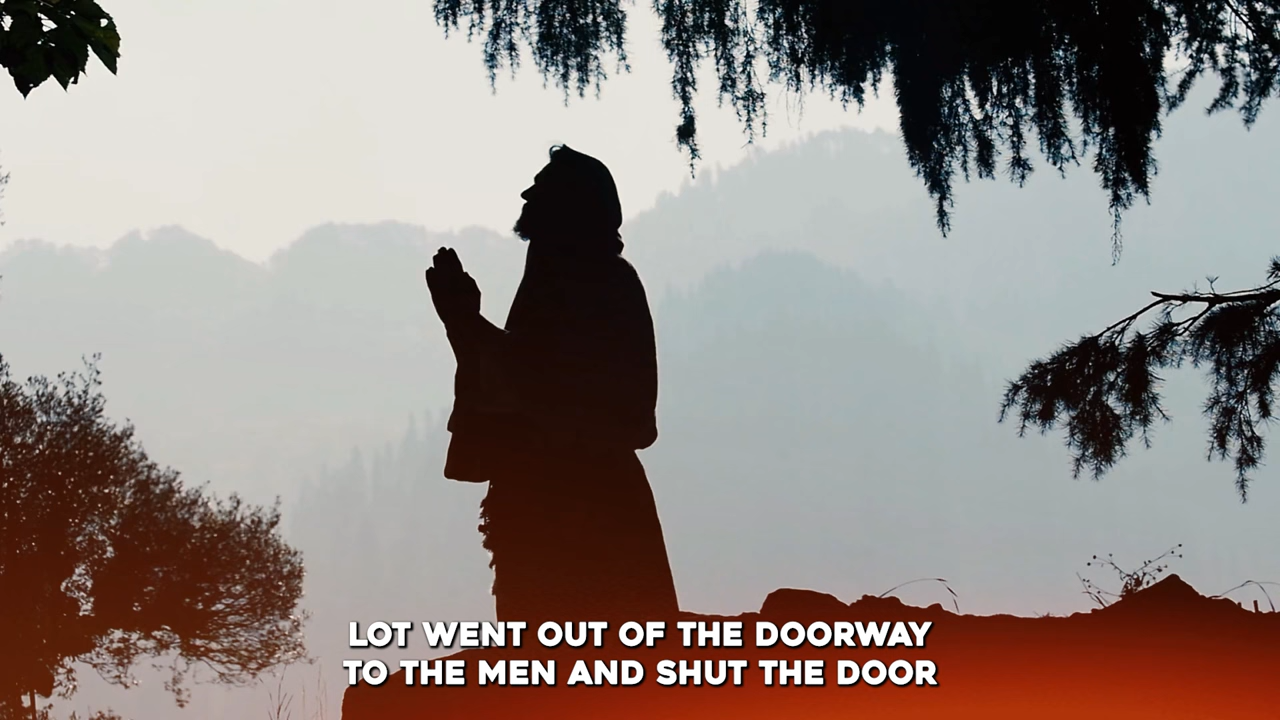 LOT WENT OUT OF THE DOORWAY
TO THE MEN AND SHUT THE DOOR